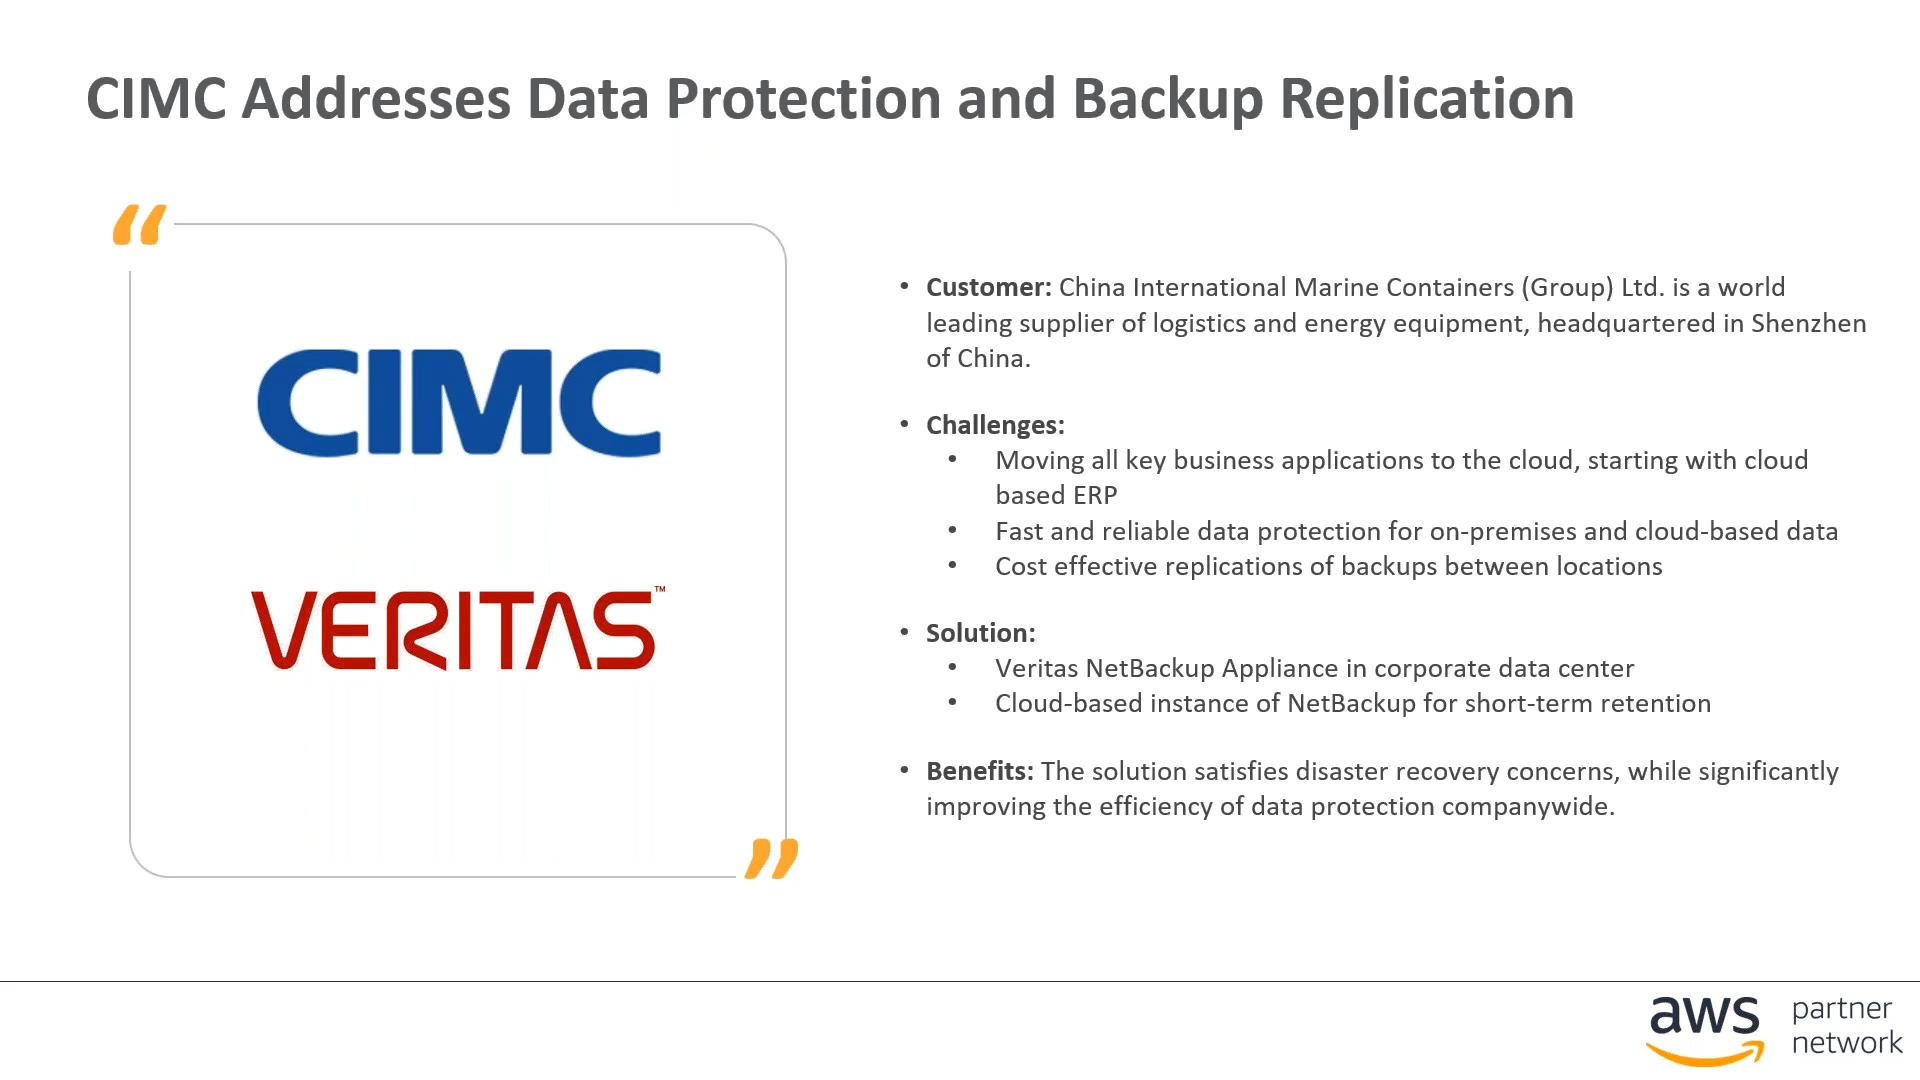 CIMC Addresses Data Protection and Backup Replication
“
CIMC
VERITAS™
”
• Customer: China International Marine Containers (Group) Ltd. is a world
leading supplier of logistics and energy equipment, headquartered in Shenzhen
of China.
• Challenges:
• Moving all key business applications to the cloud, starting with cloud
based ERP
• Fast and reliable data protection for on-premises and cloud-based data
• Cost effective replications of backups between locations
• Solution:
• Veritas NetBackup Appliance in corporate data center
• Cloud-based instance of NetBackup for short-term retention
• Benefits: The solution satisfies disaster recovery concerns, while significantly
improving the efficiency of data protection companywide.
aws partner
network